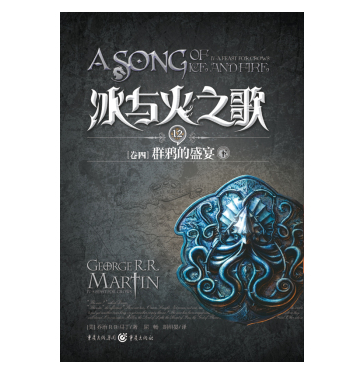 A SONG OF ICE AND FIRE
IV A FEAST FOR CROWS
冰与火之歌
12
[卷四] 群鸦的盛宴 下
GEORGE R.R.
MARTIN
重庆出版集团 重庆出版社